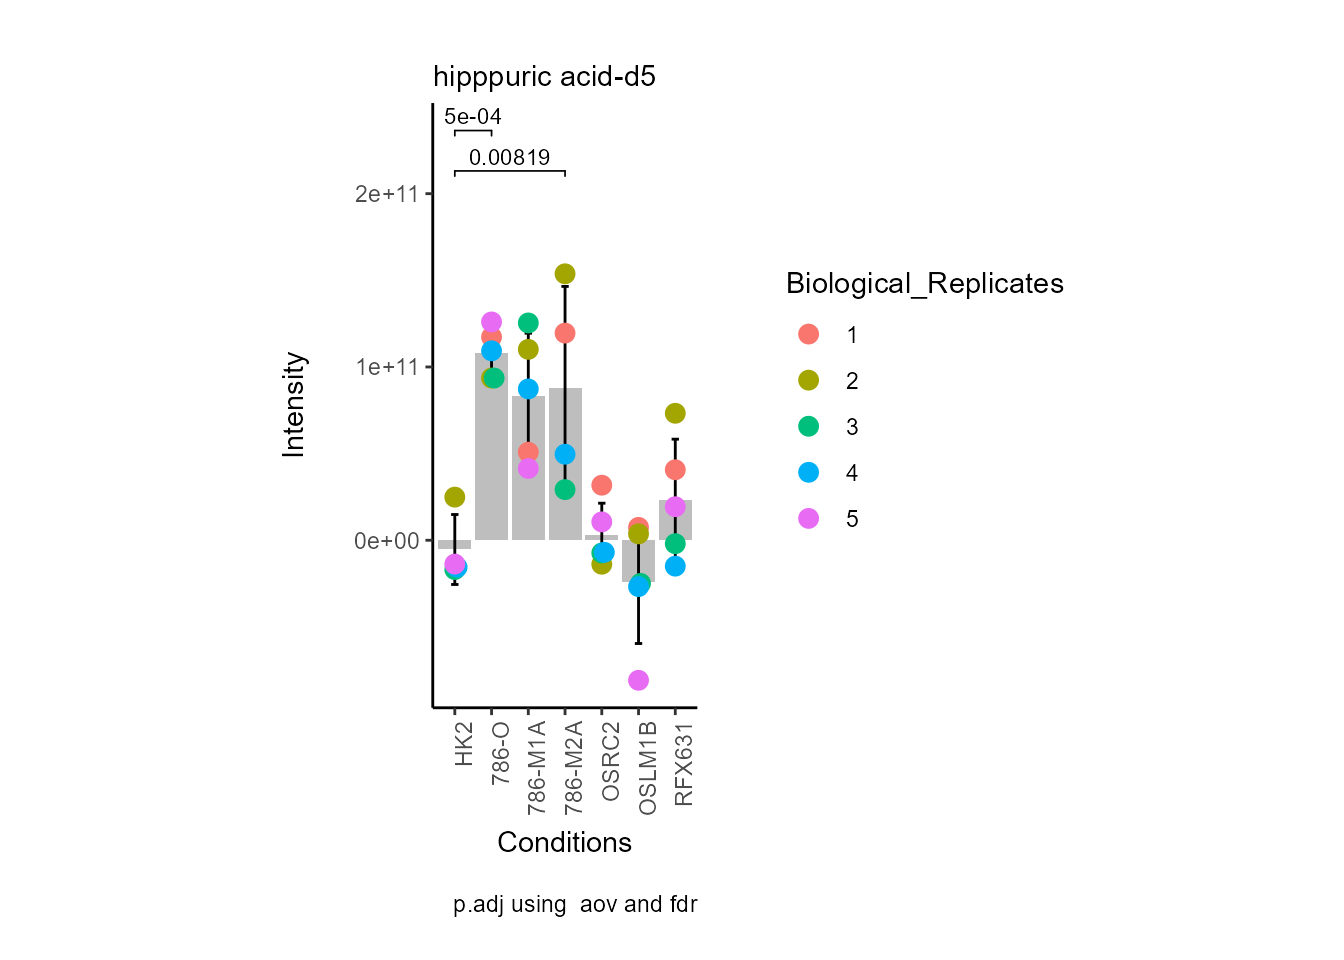 hipppuric acid-d5
5e-04
0.00819
2e+11
1e+11
0e+00
Intensity
HK2
786-O
786-M1A
786-M2A
OSRC2
OSLM1B
RFX631
Conditions
p.adj using  aov and fdr
Biological_Replicates
1
2
3
4
5